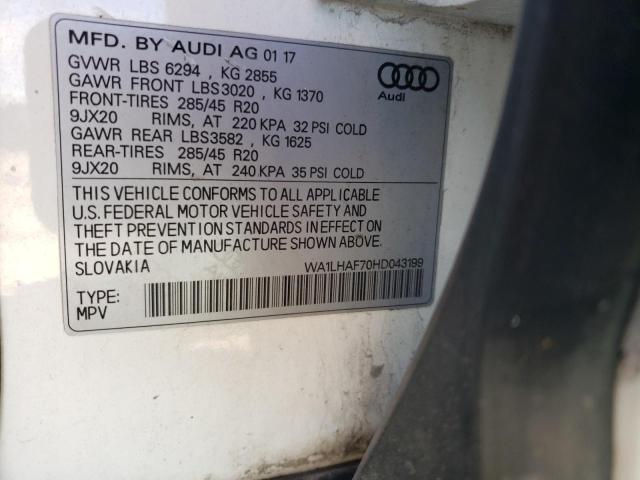 MFD. BY AUDI AG 01 17
GVWR LBS 6294 , KG 2855
GAWR FRONT LBS3020 , KG 1370
FRONT-TIRES 285/45 R20
9JX20 RIMS, AT 220 KPA 32 PSI COLD
GAWR REAR LBS3582 , KG 1625
REAR-TIRES 285/45 R20
9JX20 RIMS, AT 240 KPA 35 PSI COLD
Audi
THIS VEHICLE CONFORMS TO ALL APPLICABLE
U.S. FEDERAL MOTOR VEHICLE SAFETY AND
THEFT PREVENTION STANDARDS IN EFFECT ON
THE DATE OF MANUFACTURE SHOWN ABOVE.
SLOVAKIA WA1LHAF70HD043199
TYPE:
MPV